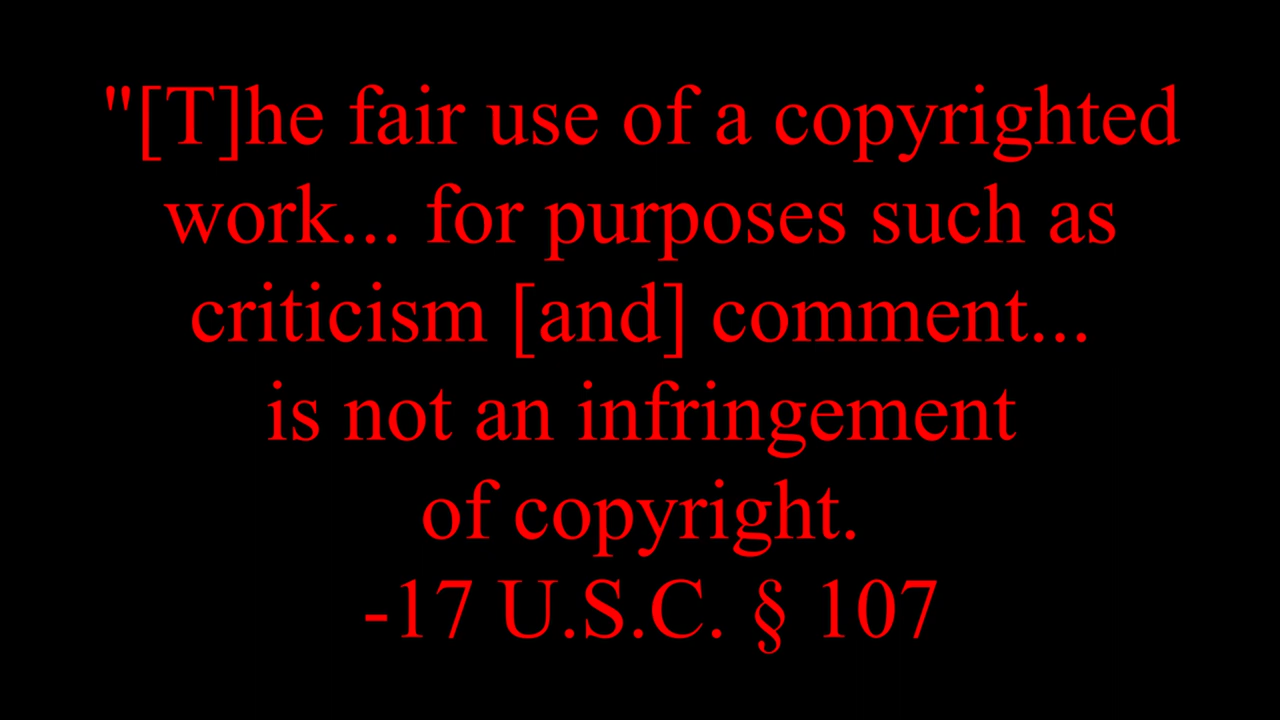 "[T]he fair use of a copyrighted
work... for purposes such as
criticism [and] comment...
is not an infringement
of copyright.
-17 U.S.C. § 107